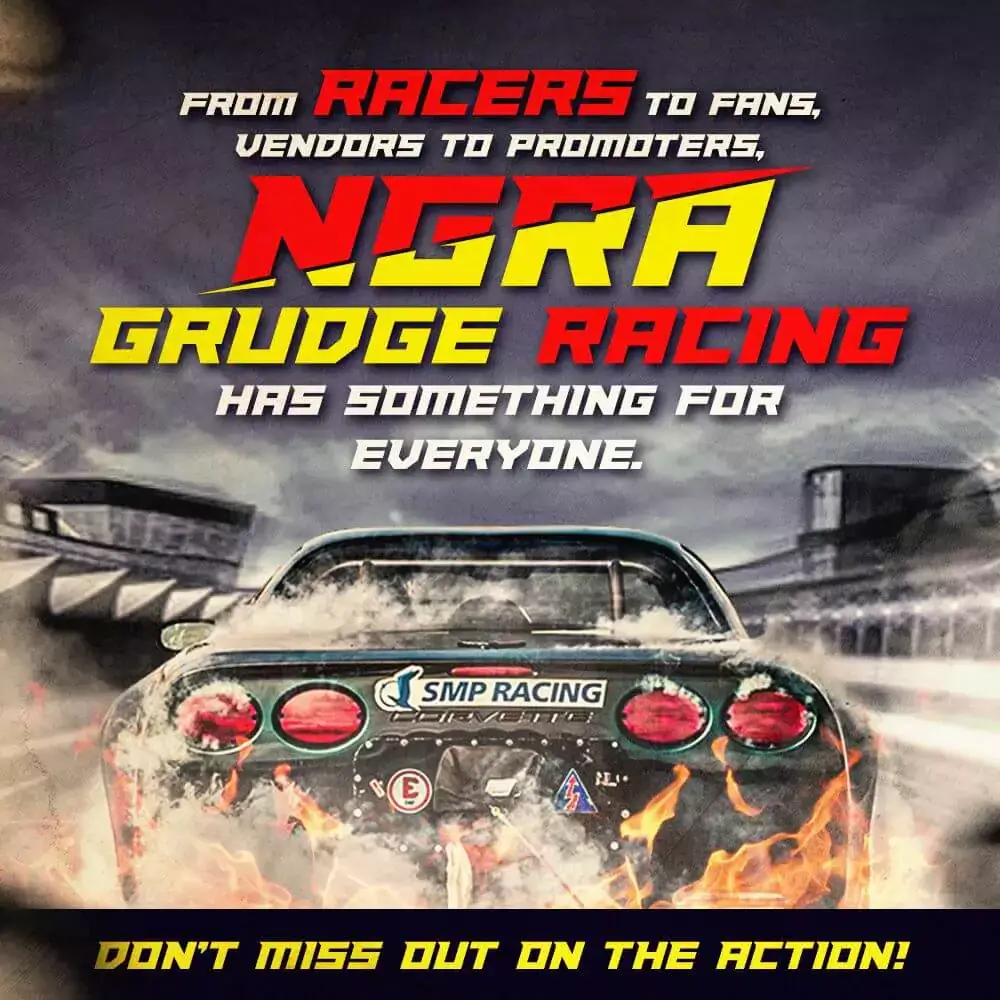 FROM RACERS TO FANS,
VENDORS TO PROMOTERS,
NGRA
GRUDGE RACING
HAS SOMETHING FOR
EVERYONE.
SMP RACING
CORVETTE
E
DON'T MISS OUT ON THE ACTION!